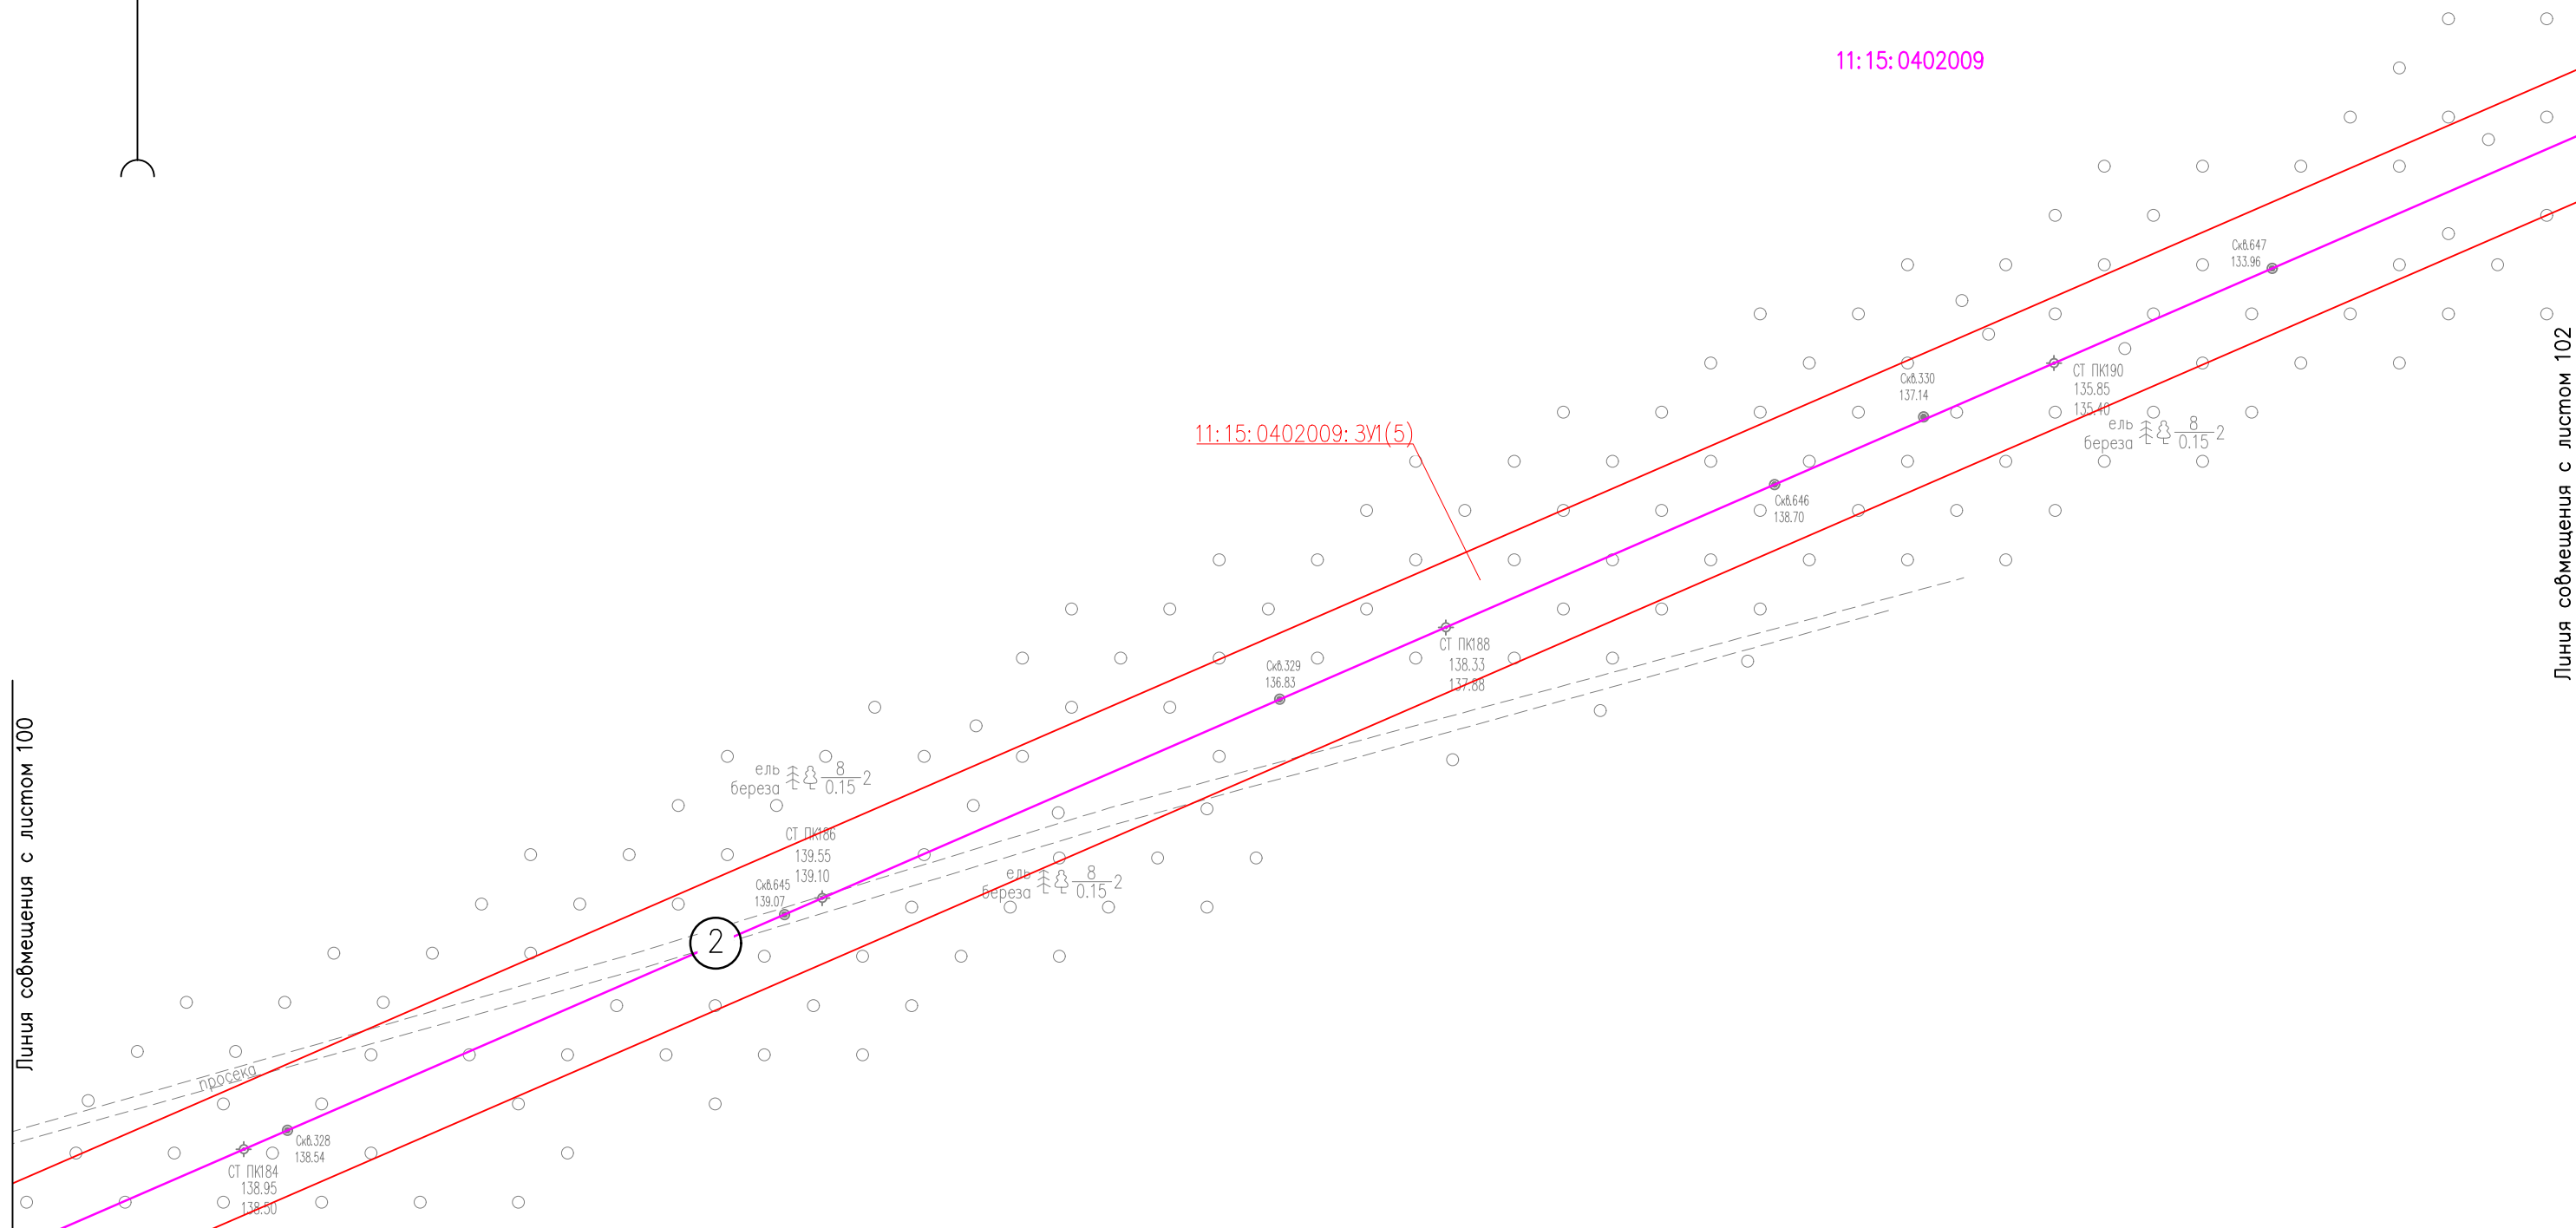 11:15:0402009
Скв.647
133.96
Скв.330
137.14
СТ ПК190
135.85
135.40
ель
береза
8
0.15
2
11:15:0402009:ЗУ1(5)
Скв.646
138.70
Линия совмещения с листом 102
СТ ПК188
138.33
137.88
Скв.329
136.83
ель
береза
8
0.15
2
СТ ПК186
139.55
139.10
Скв.645
139.07
ель
береза
8
0.15
2
2
Линия совмещения с листом 100
просека
Скв.328
138.54
СТ ПК184
138.95
138.50